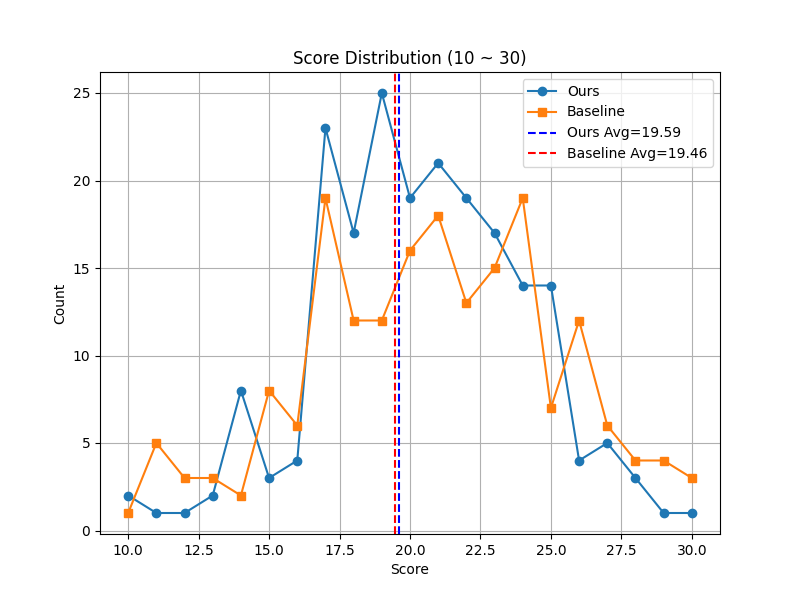 Score Distribution (10 ~ 30)
Ours
Baseline
Ours Avg=19.59
Baseline Avg=19.46
Count
25
20
15
10
5
0
10.0 12.5 15.0 17.5 20.0 22.5 25.0 27.5 30.0
Score